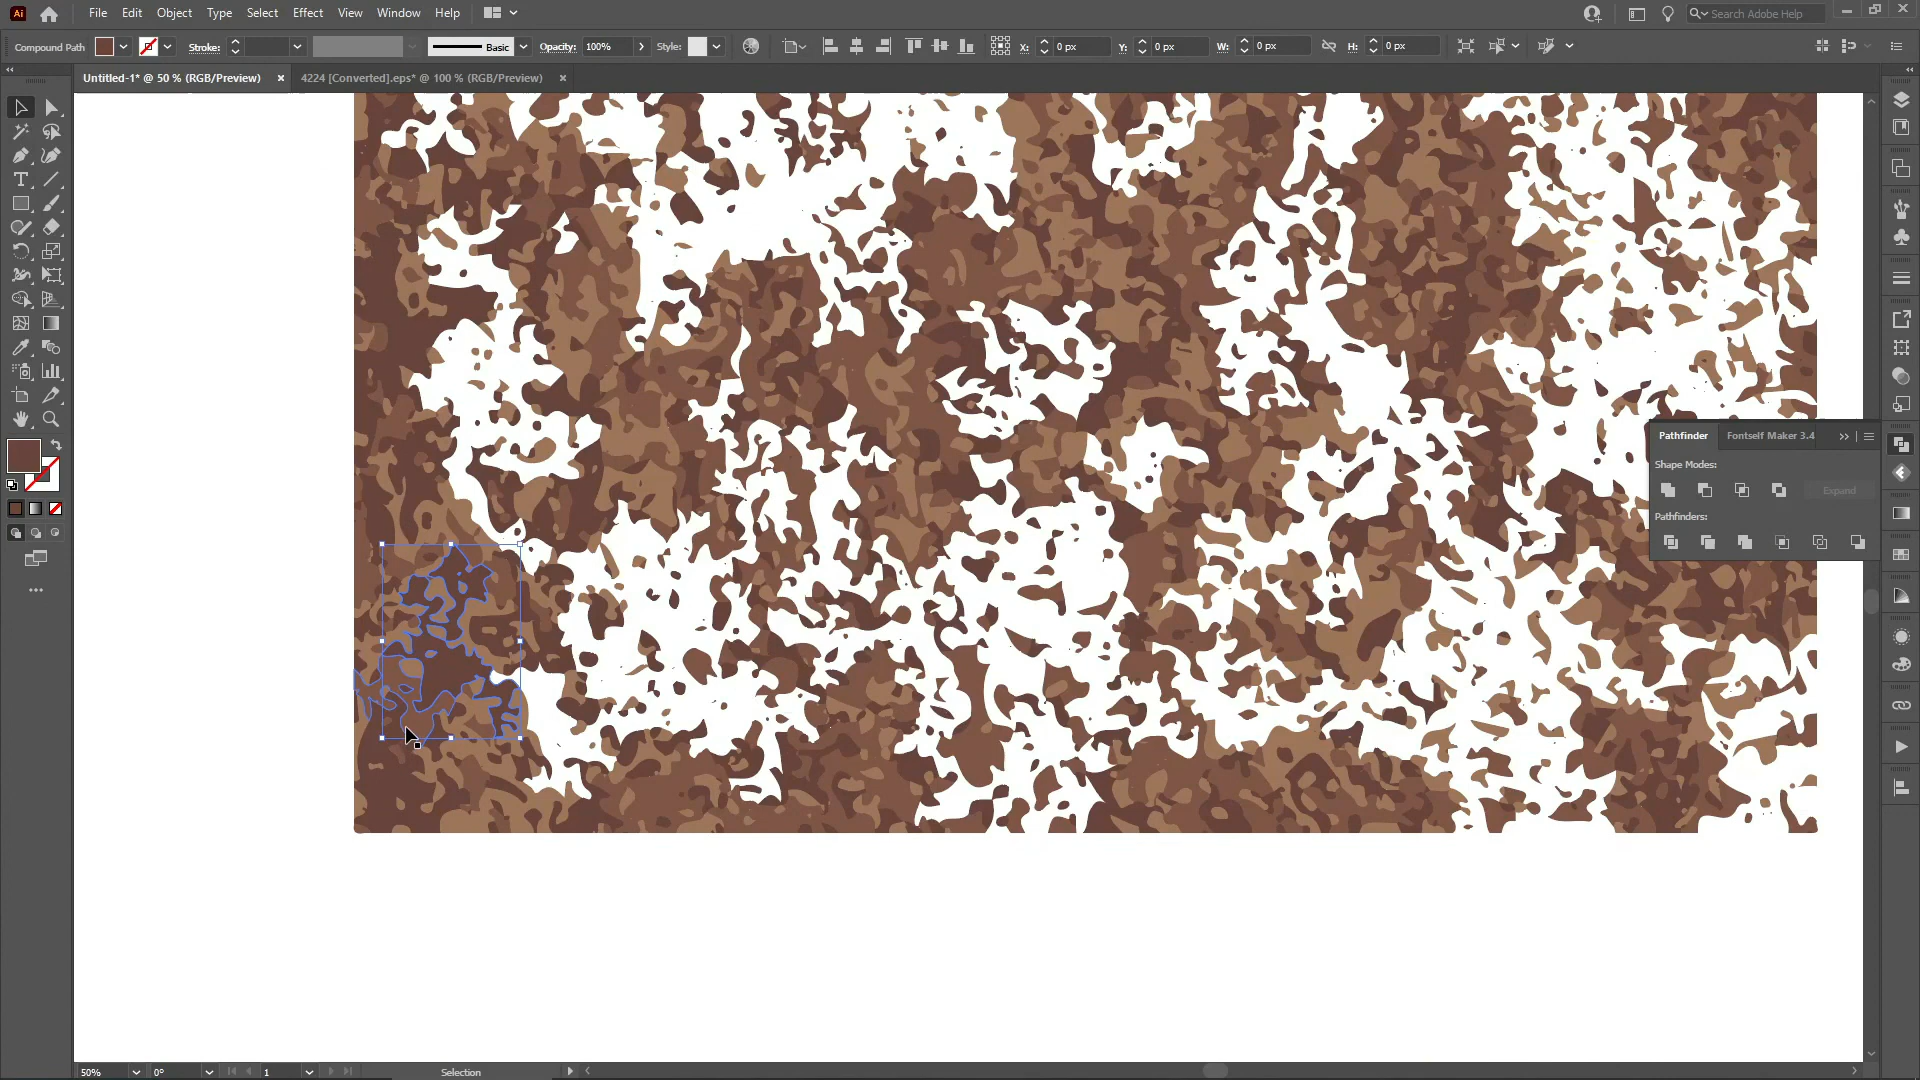 Ai File Edit Object Type Select Effect View Window Help Search Adobe Help
Compound Path Stroke: Basic Opacity: 100% Style: X: 0 px Y: 0 px W: 0 px H: 0 px
Untitled-1* @ 50 % (RGB/Preview) × 4224 [Converted].eps* @ 100 % (RGB/Preview) ×
Pathfinder Fontself Maker 3.4
Shape Modes:
Expand
Pathfinders:
50% 0° 1 Selection